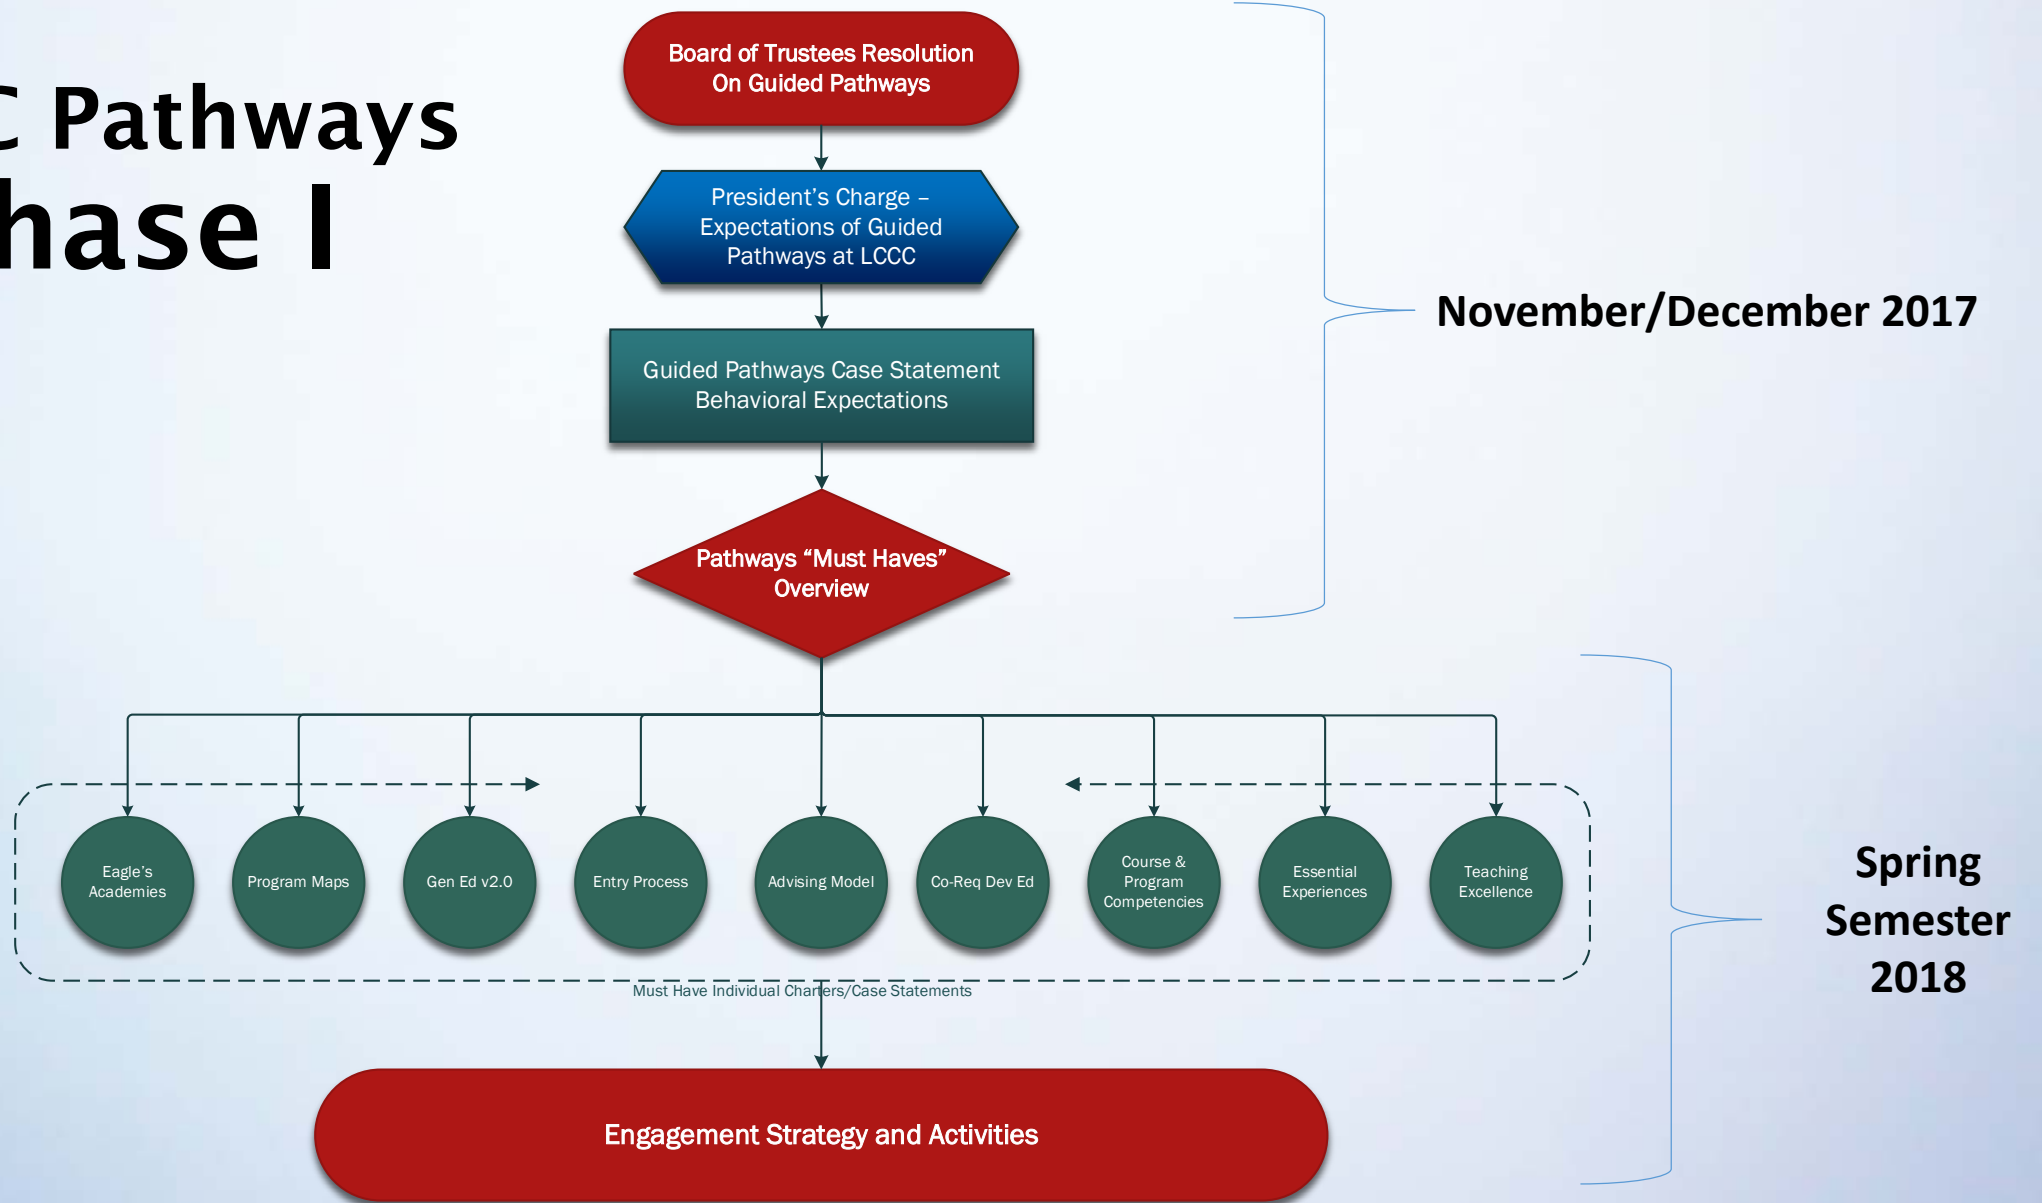 C Pathways
hase I
Board of Trustees Resolution
On Guided Pathways
President’s Charge –
Expectations of Guided
Pathways at LCCC
Guided Pathways Case Statement
Behavioral Expectations
Pathways “Must Haves”
Overview
November/December 2017
Eagle’s
Academies
Program Maps
Gen Ed v2.0
Entry Process
Advising Model
Co-Req Dev Ed
Course &
Program
Competencies
Essential
Experiences
Teaching
Excellence
Must Have Individual Charters/Case Statements
Spring
Semester
2018
Engagement Strategy and Activities